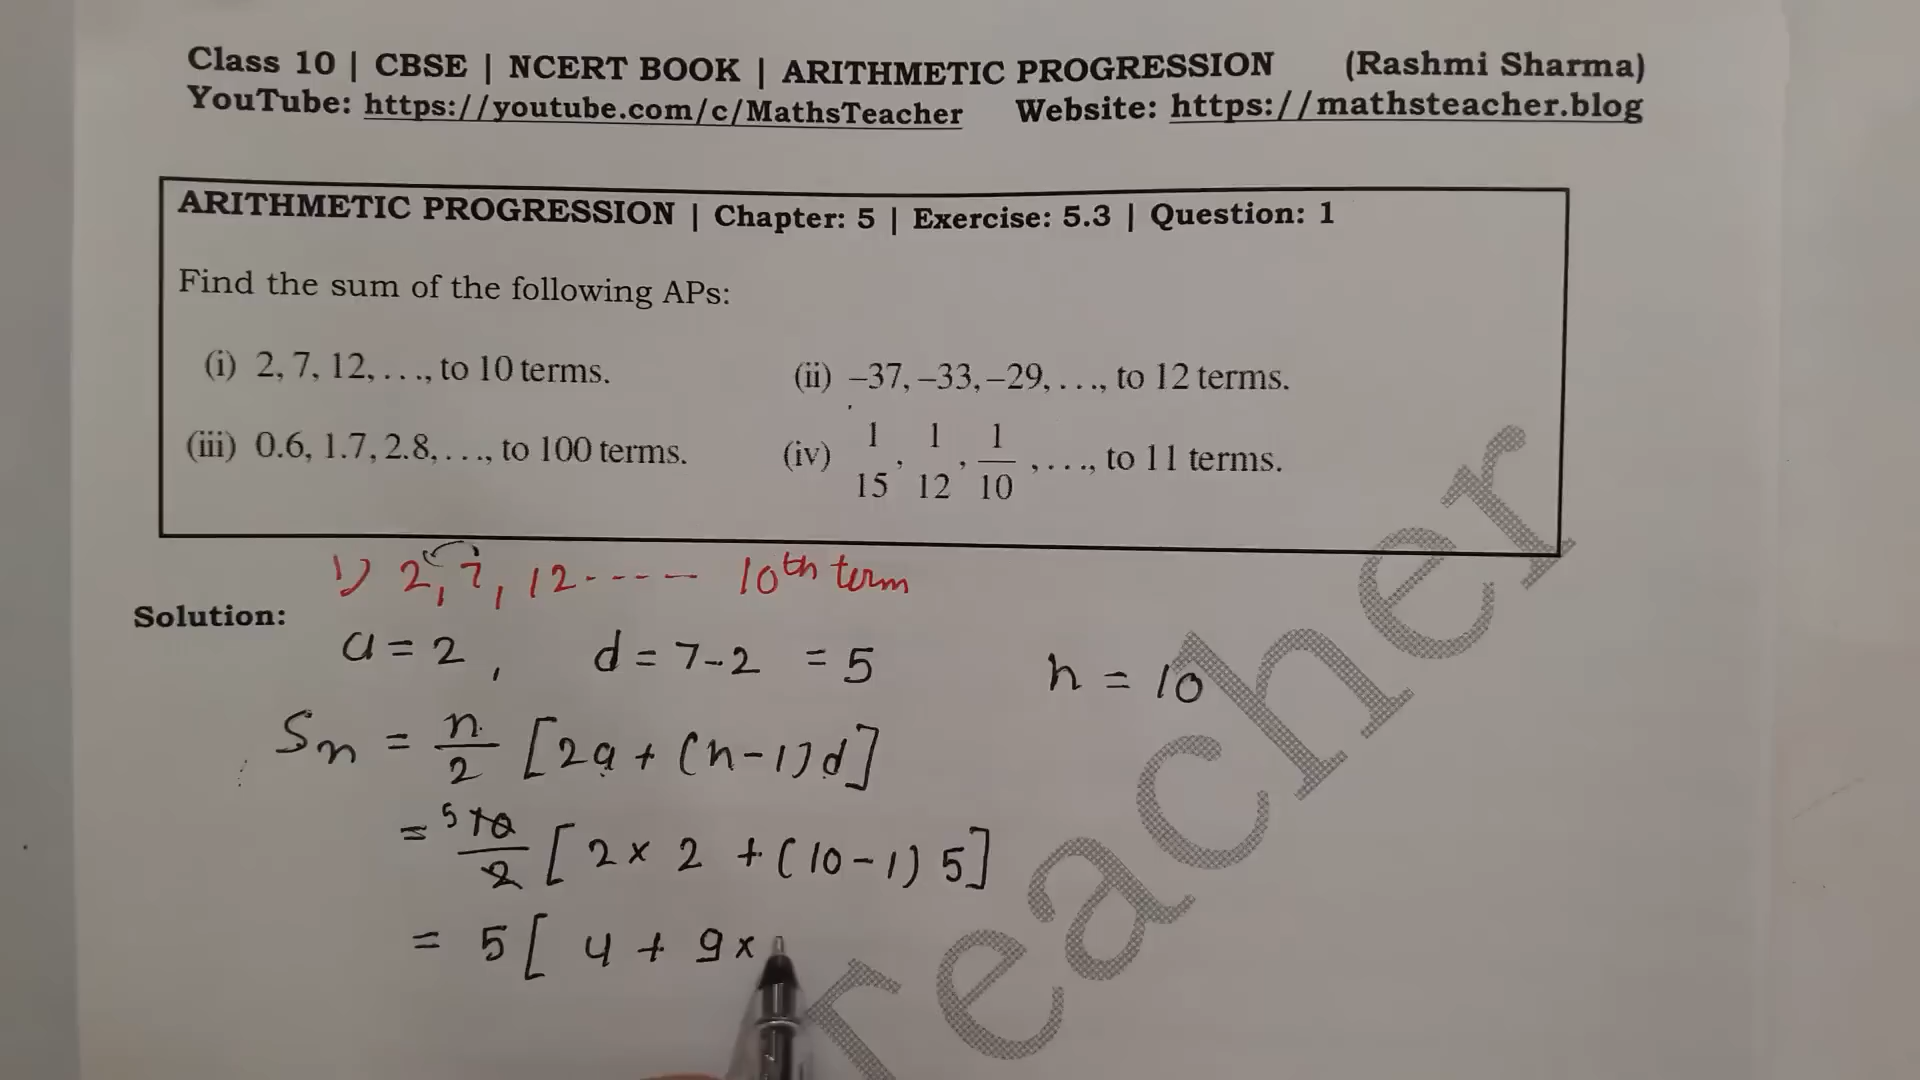 Class 10 | CBSE | NCERT BOOK | ARITHMETIC PROGRESSION (Rashmi Sharma)
YouTube: https://youtube.com/c/MathsTeacher Website: https://mathsteacher.blog
ARITHMETIC PROGRESSION | Chapter: 5 | Exercise: 5.3 | Question: 1
Find the sum of the following APs:
(i) 2, 7, 12, . . ., to 10 terms. (ii) –37, –33, –29, . . ., to 12 terms.
(iii) 0.6, 1.7, 2.8, . . ., to 100 terms. (iv) 1/15, 1/12, 1/10, . . ., to 11 terms.
1) 2, 7, 12 ----- 10th term
Solution:
a = 2, d = 7-2 = 5 n = 10
Sn = n/2 [2a + (n-1)d]
= 5 10/2 [2 x 2 + (10-1) 5]
= 5 [ 4 + 9 x
eacher